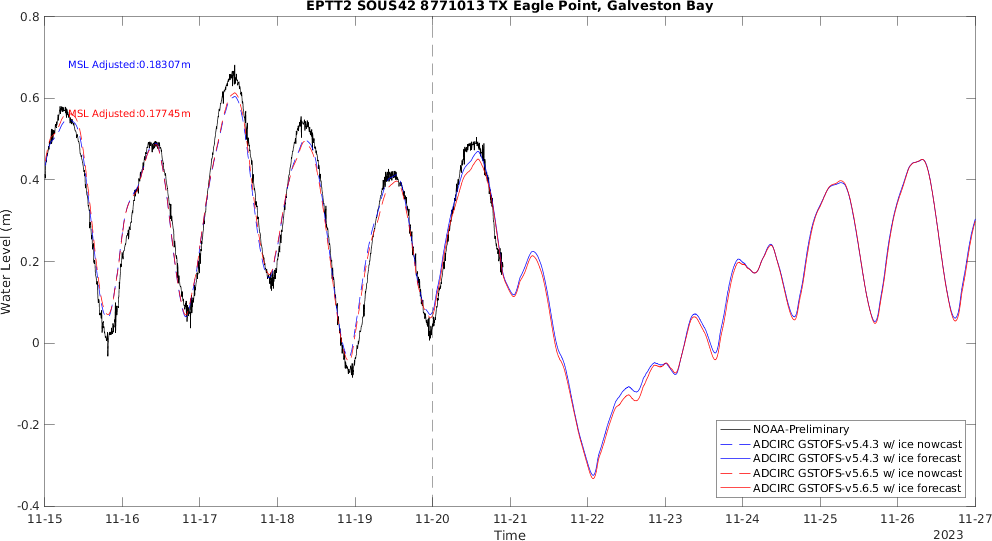 EPTT2 SOUS42 8771013 TX Eagle Point, Galveston Bay
0.8
0.6
0.4
0.2
0
-0.2
-0.4
Water Level (m)
MSL Adjusted:0.18307m
MSL Adjusted:0.17745m
NOAA-Preliminary
ADCIRC GSTOFS-v5.4.3 w/ ice nowcast
ADCIRC GSTOFS-v5.4.3 w/ ice forecast
ADCIRC GSTOFS-v5.6.5 w/ ice nowcast
ADCIRC GSTOFS-v5.6.5 w/ ice forecast
11-15 11-16 11-17 11-18 11-19 11-20 11-21 11-22 11-23 11-24 11-25 11-26 11-27
Time
2023